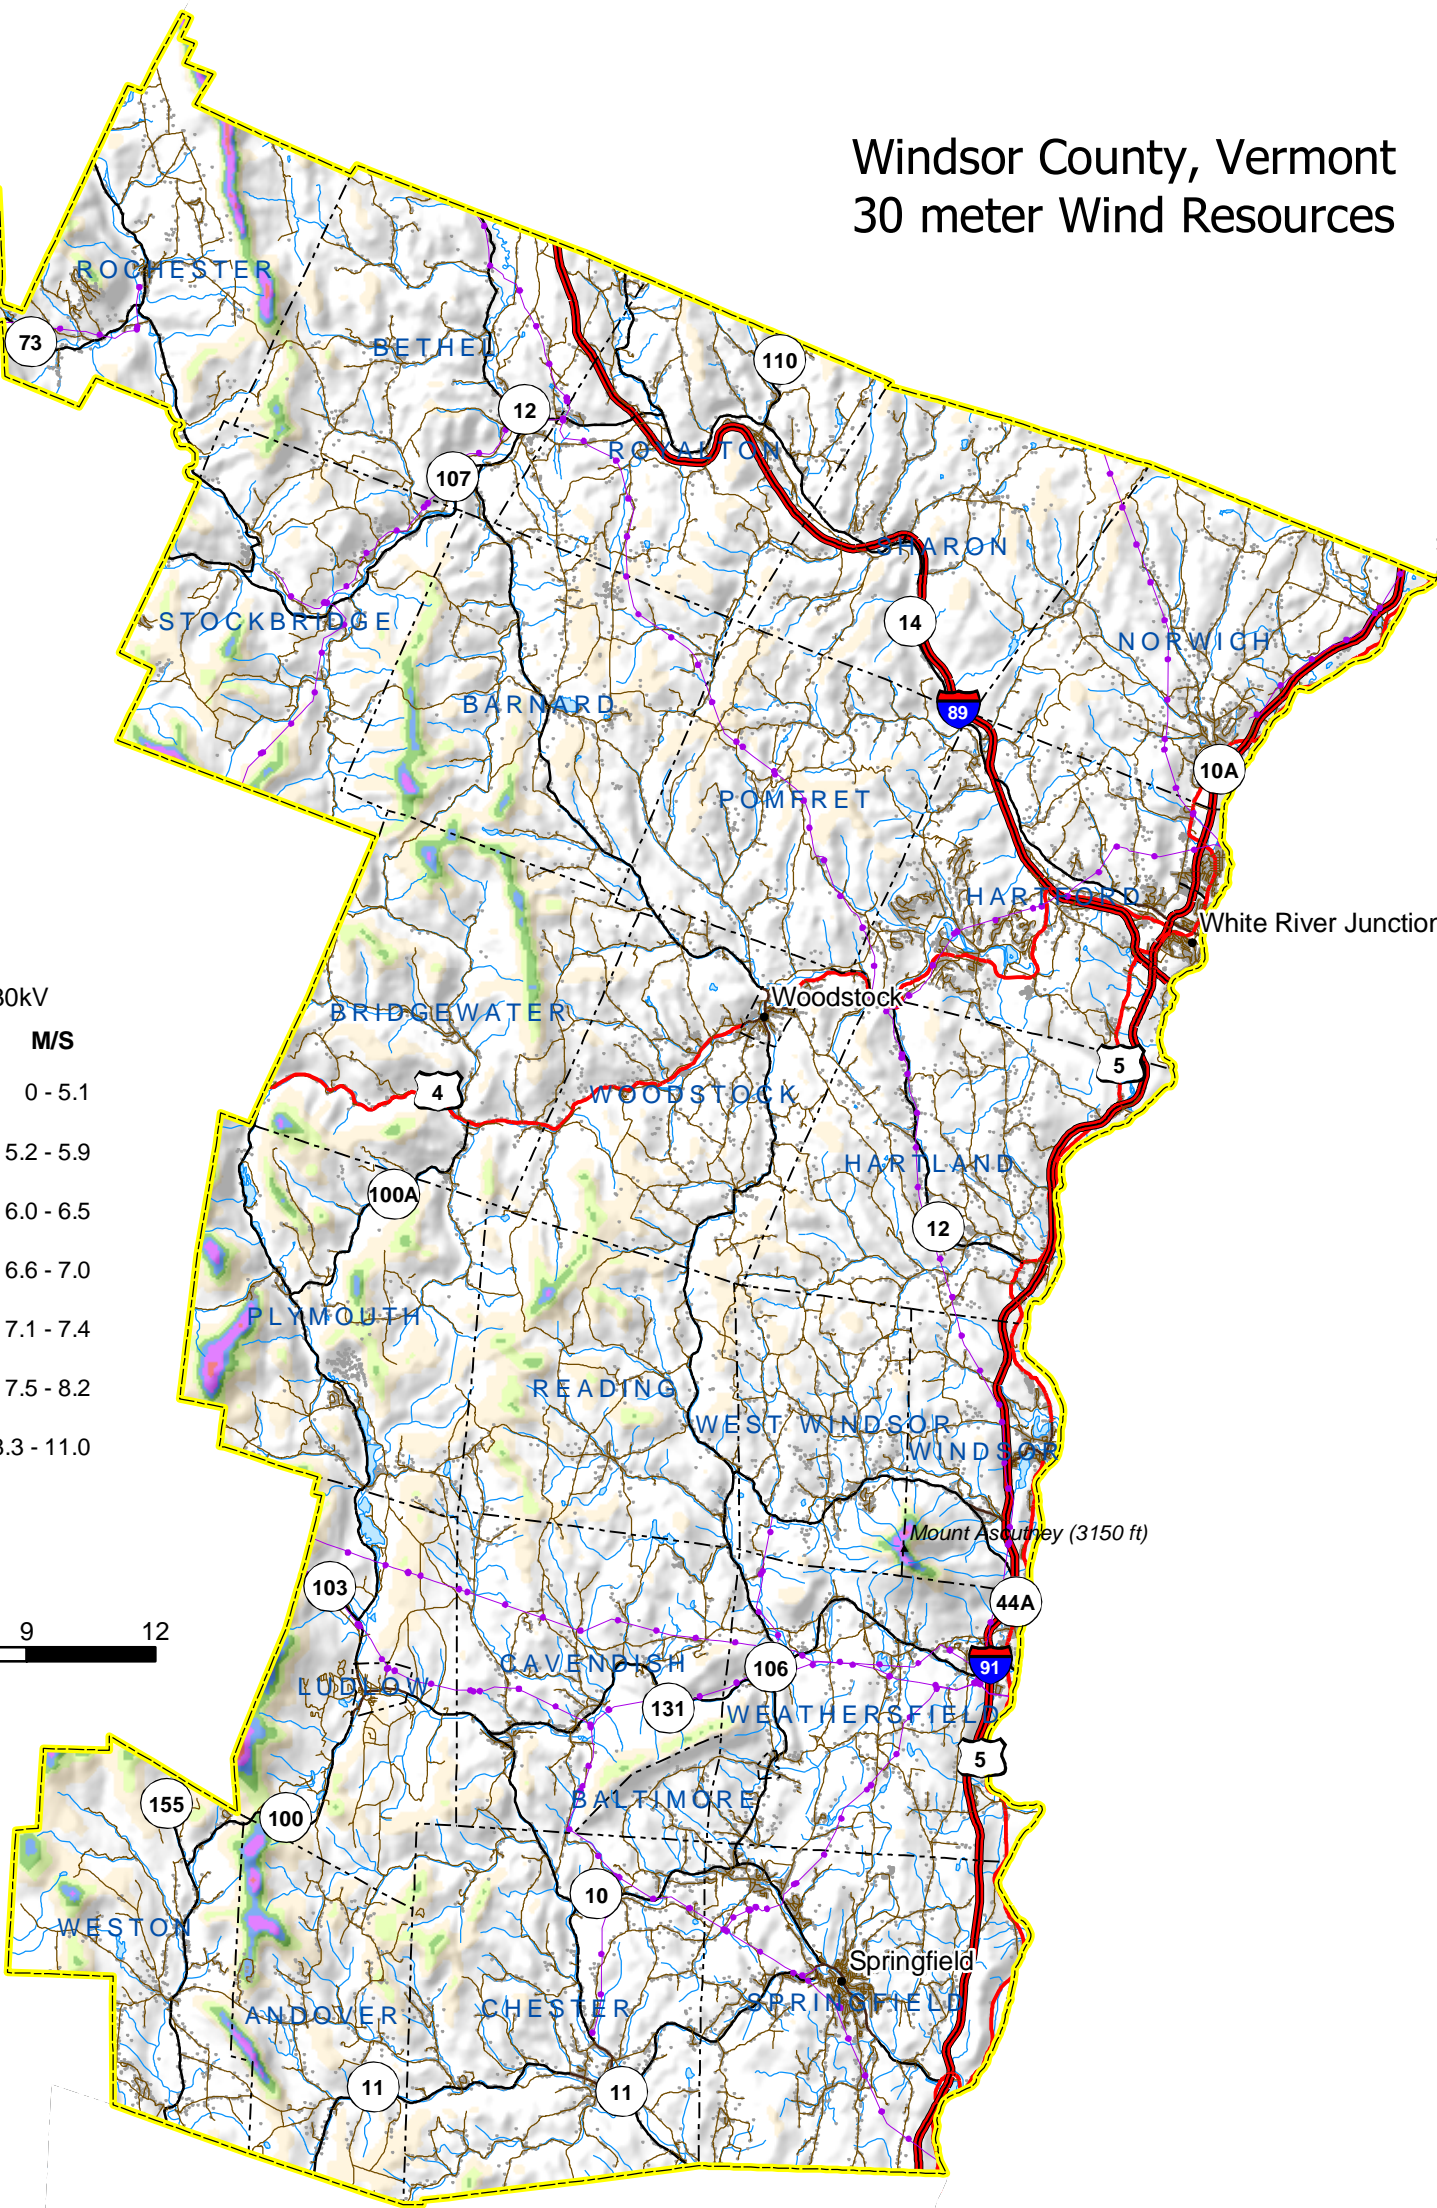 Windsor County, Vermont
30 meter Wind Resources
ROCHESTER
73
BETHEL
110
12
ROYALTON
107
SHARON
14
STOCKBRIDGE
NORWICH
BARNARD
89
10A
POMFRET
HARTFORD
White River Junction
Woodstock
BRIDGEWATER
M/S
5
0 - 5.1
4
WOODSTOCK
5.2 - 5.9
HARTLAND
100A
6.0 - 6.5
12
6.6 - 7.0
PLYMOUTH
7.1 - 7.4
READING
7.5 - 8.2
WEST WINDSOR
WINDSOR
3.3 - 11.0
Mount Ascutney (3150 ft)
103
44A
9
12
CAVENDISH
106
91
LUDLOW
131
WEATHERSFIELD
5
BALTIMORE
155
100
10
WESTON
Springfield
ANDOVER
CHESTER
SPRINGFIELD
11
11